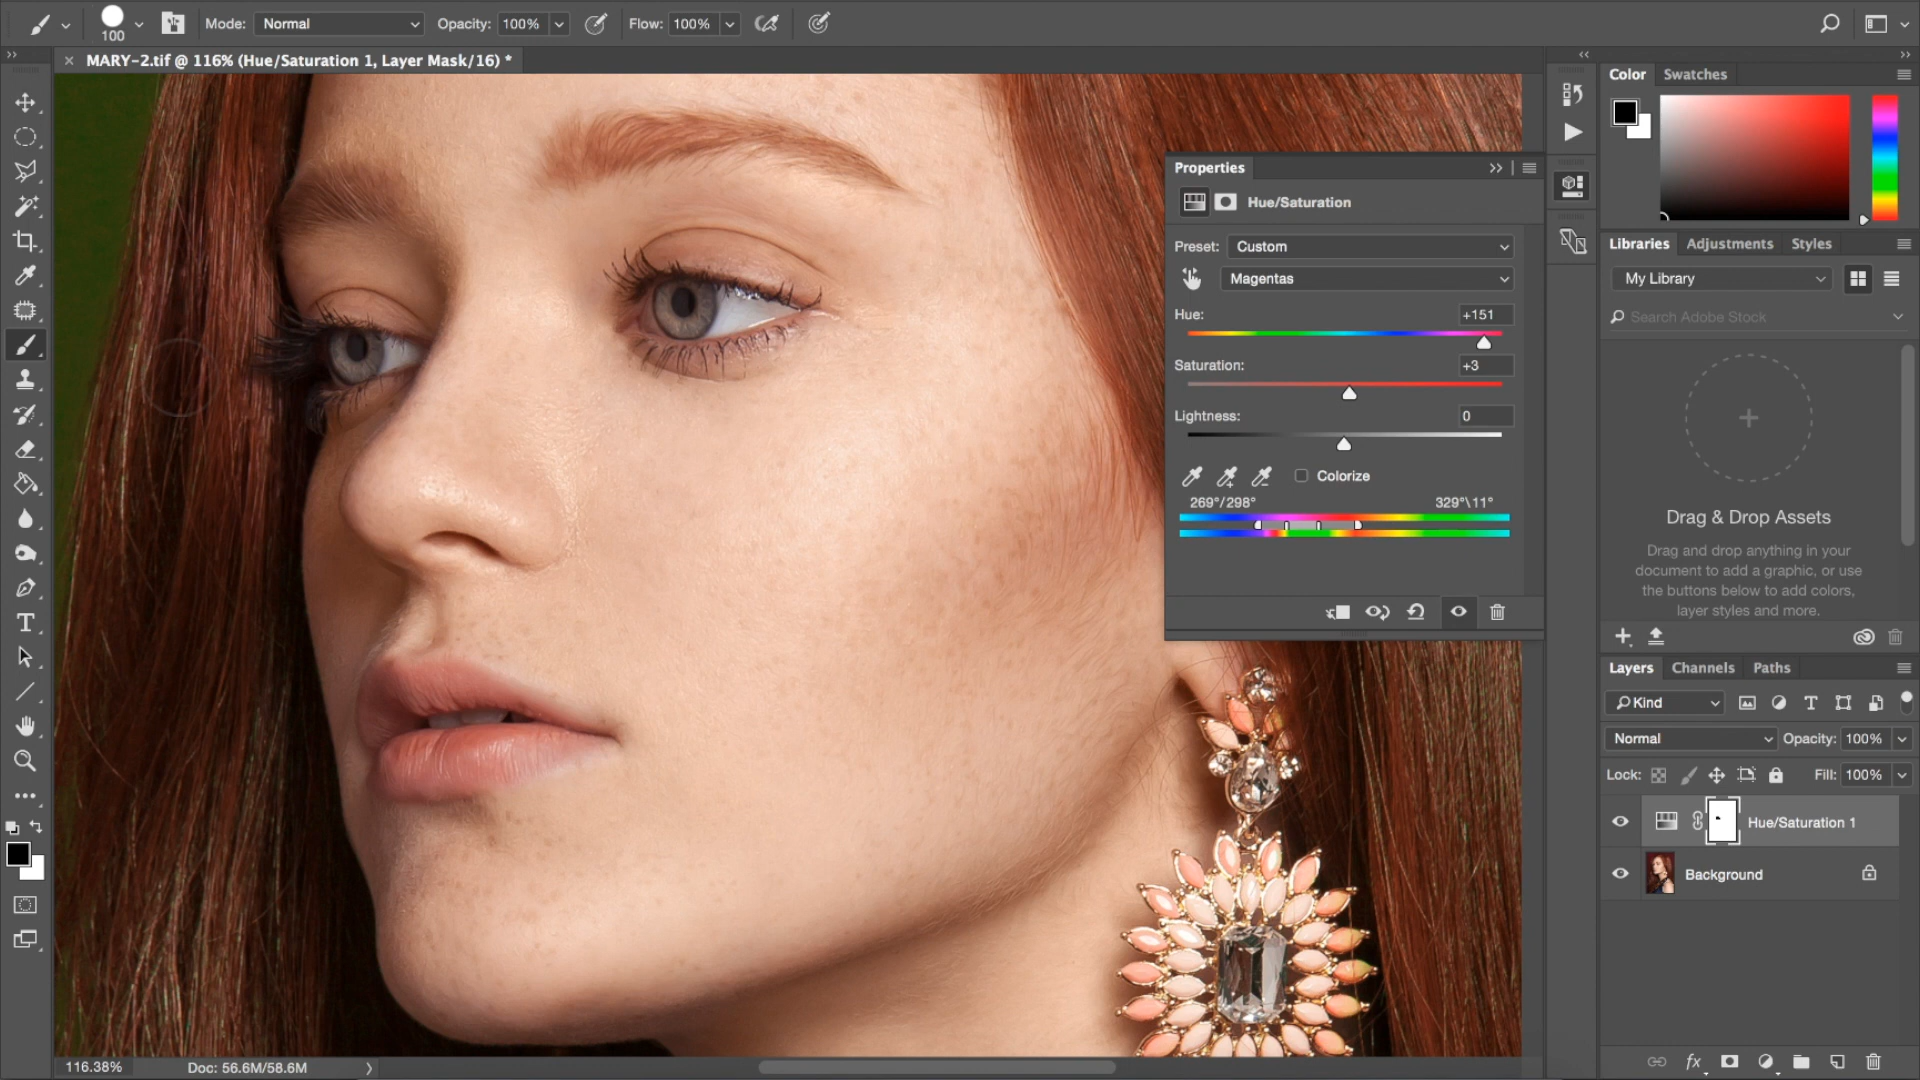 100
Mode: Normal
Opacity: 100%
Flow: 100%
MARY-2.tif @ 116% (Hue/Saturation 1, Layer Mask/16) *
Color
Swatches
Properties
Hue/Saturation
Preset: Custom
Magentas
Hue: +151
Saturation: +3
Lightness: 0
Colorize
269°/298° 329°\11°
Libraries
Adjustments
Styles
My Library
Search Adobe Stock
Drag & Drop Assets
Drag and drop anything in your
document to add a graphic, or use
the buttons below to add colors,
layer styles and more.
Layers
Channels
Paths
Kind
Normal
Opacity: 100%
Lock:
Fill: 100%
Hue/Saturation 1
Background
fx
116.38%
Doc: 56.6M/58.6M